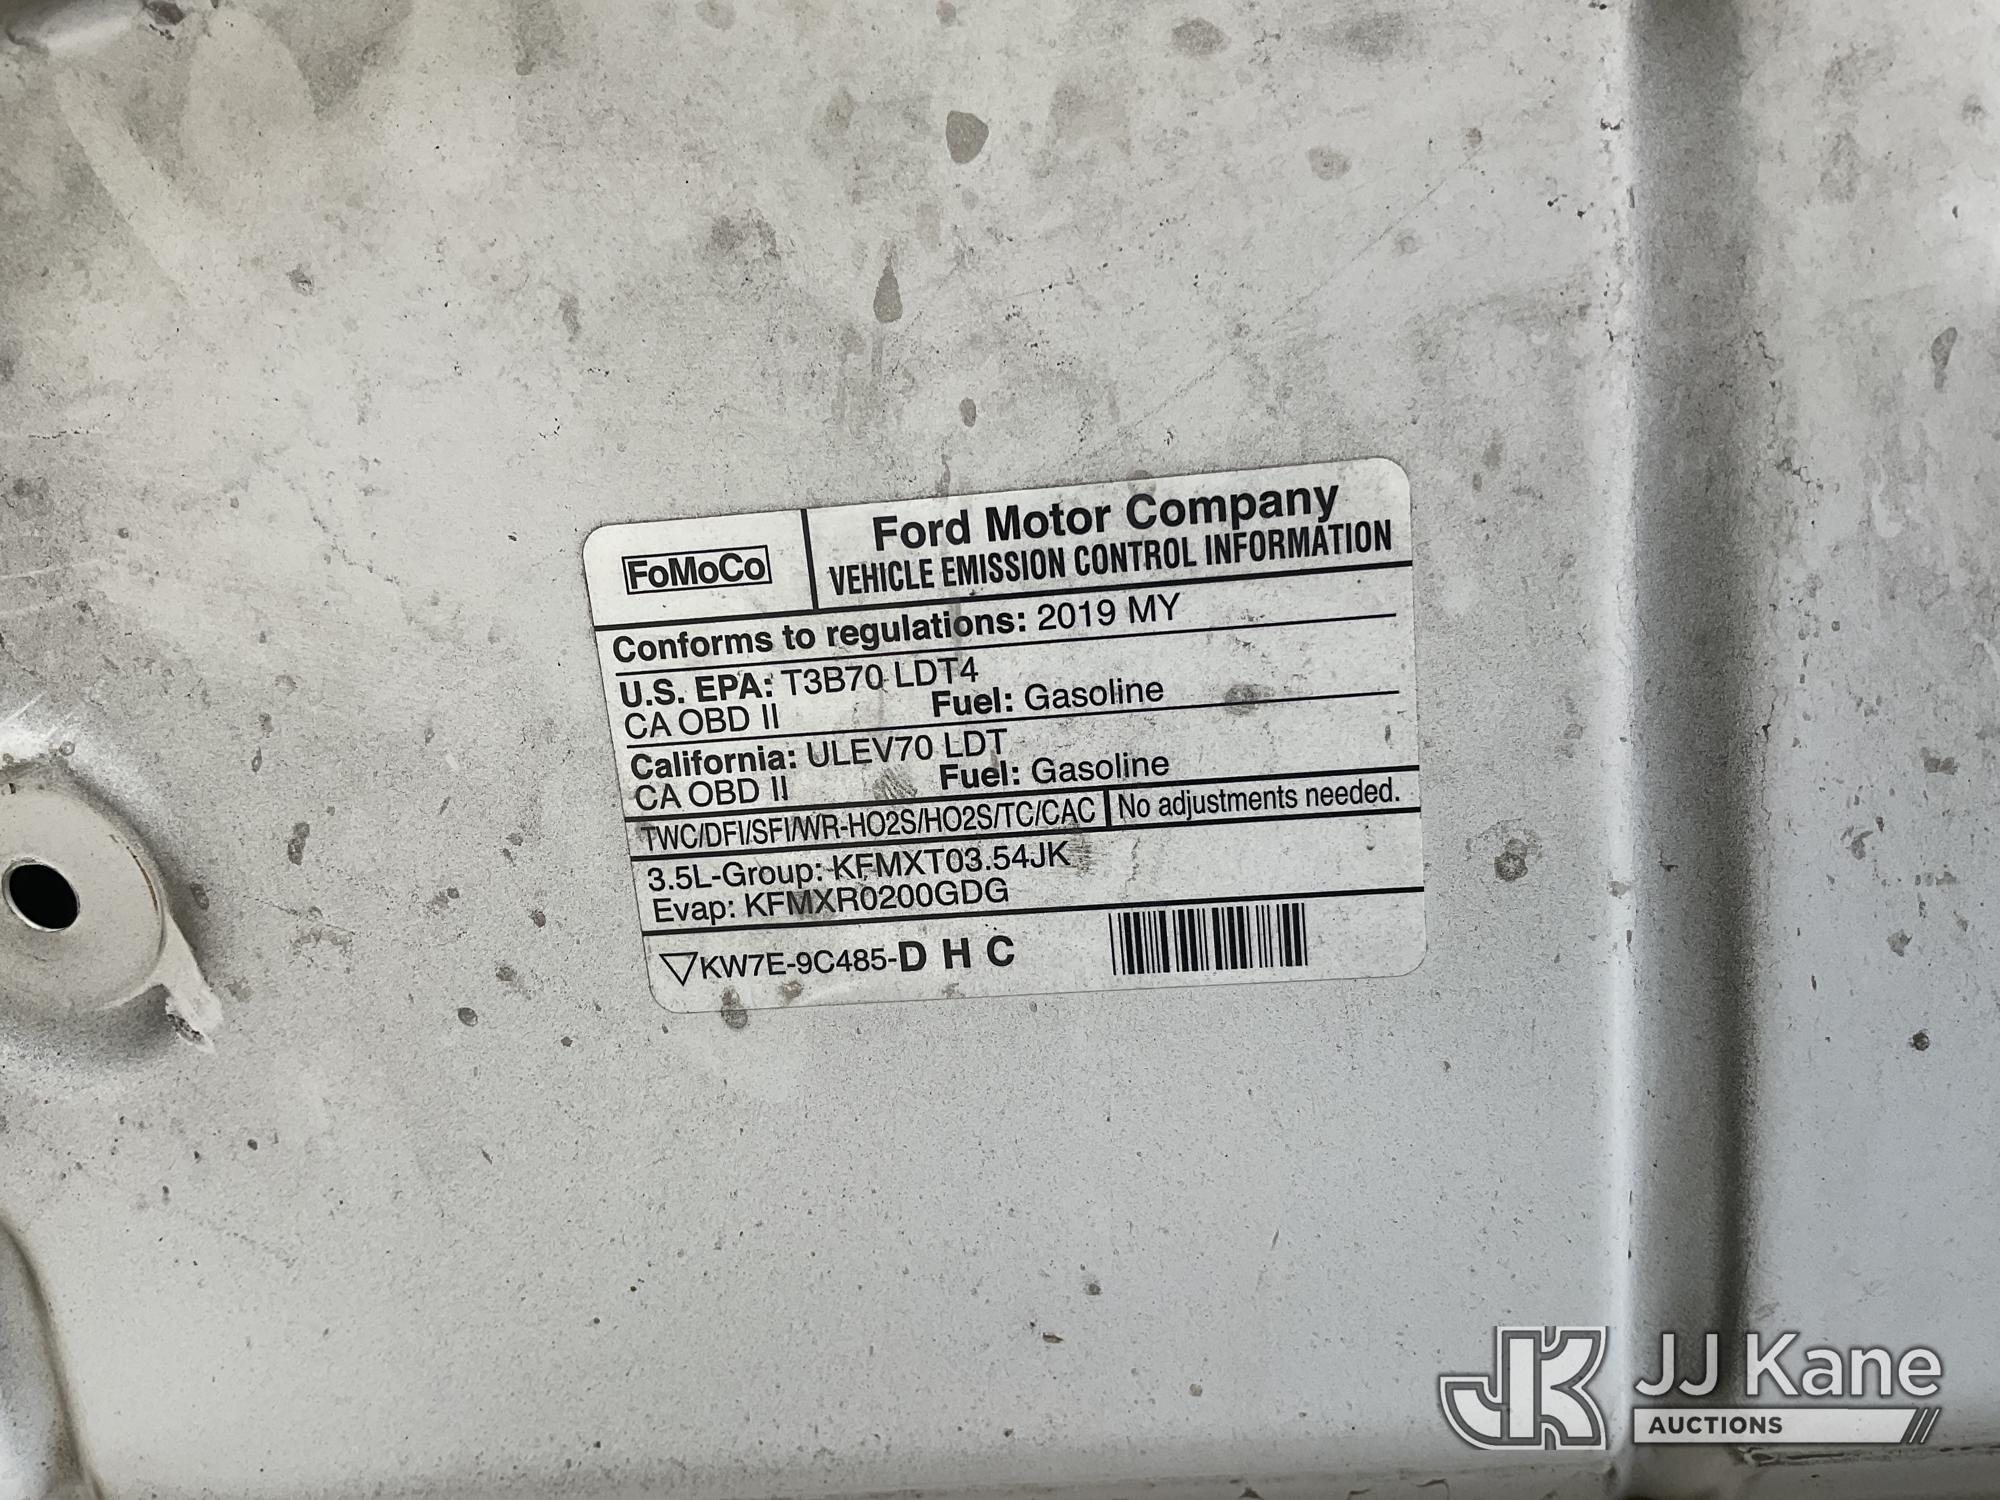 FoMoCo
Ford Motor Company
VEHICLE EMISSION CONTROL INFORMATION
Conforms to regulations: 2019 MY
U.S. EPA: T3B70 LDT4
CA OBD II Fuel: Gasoline
California: ULEV70 LDT
CA OBD II Fuel: Gasoline
TWC/DFI/SFI/WR-HO2S/HO2S/TC/CAC No adjustments needed.
3.5L-Group: KFMXT03.54JK
Evap: KFMXR0200GDG
KW7E-9C485-D H C
JK JJ Kane
AUCTIONS